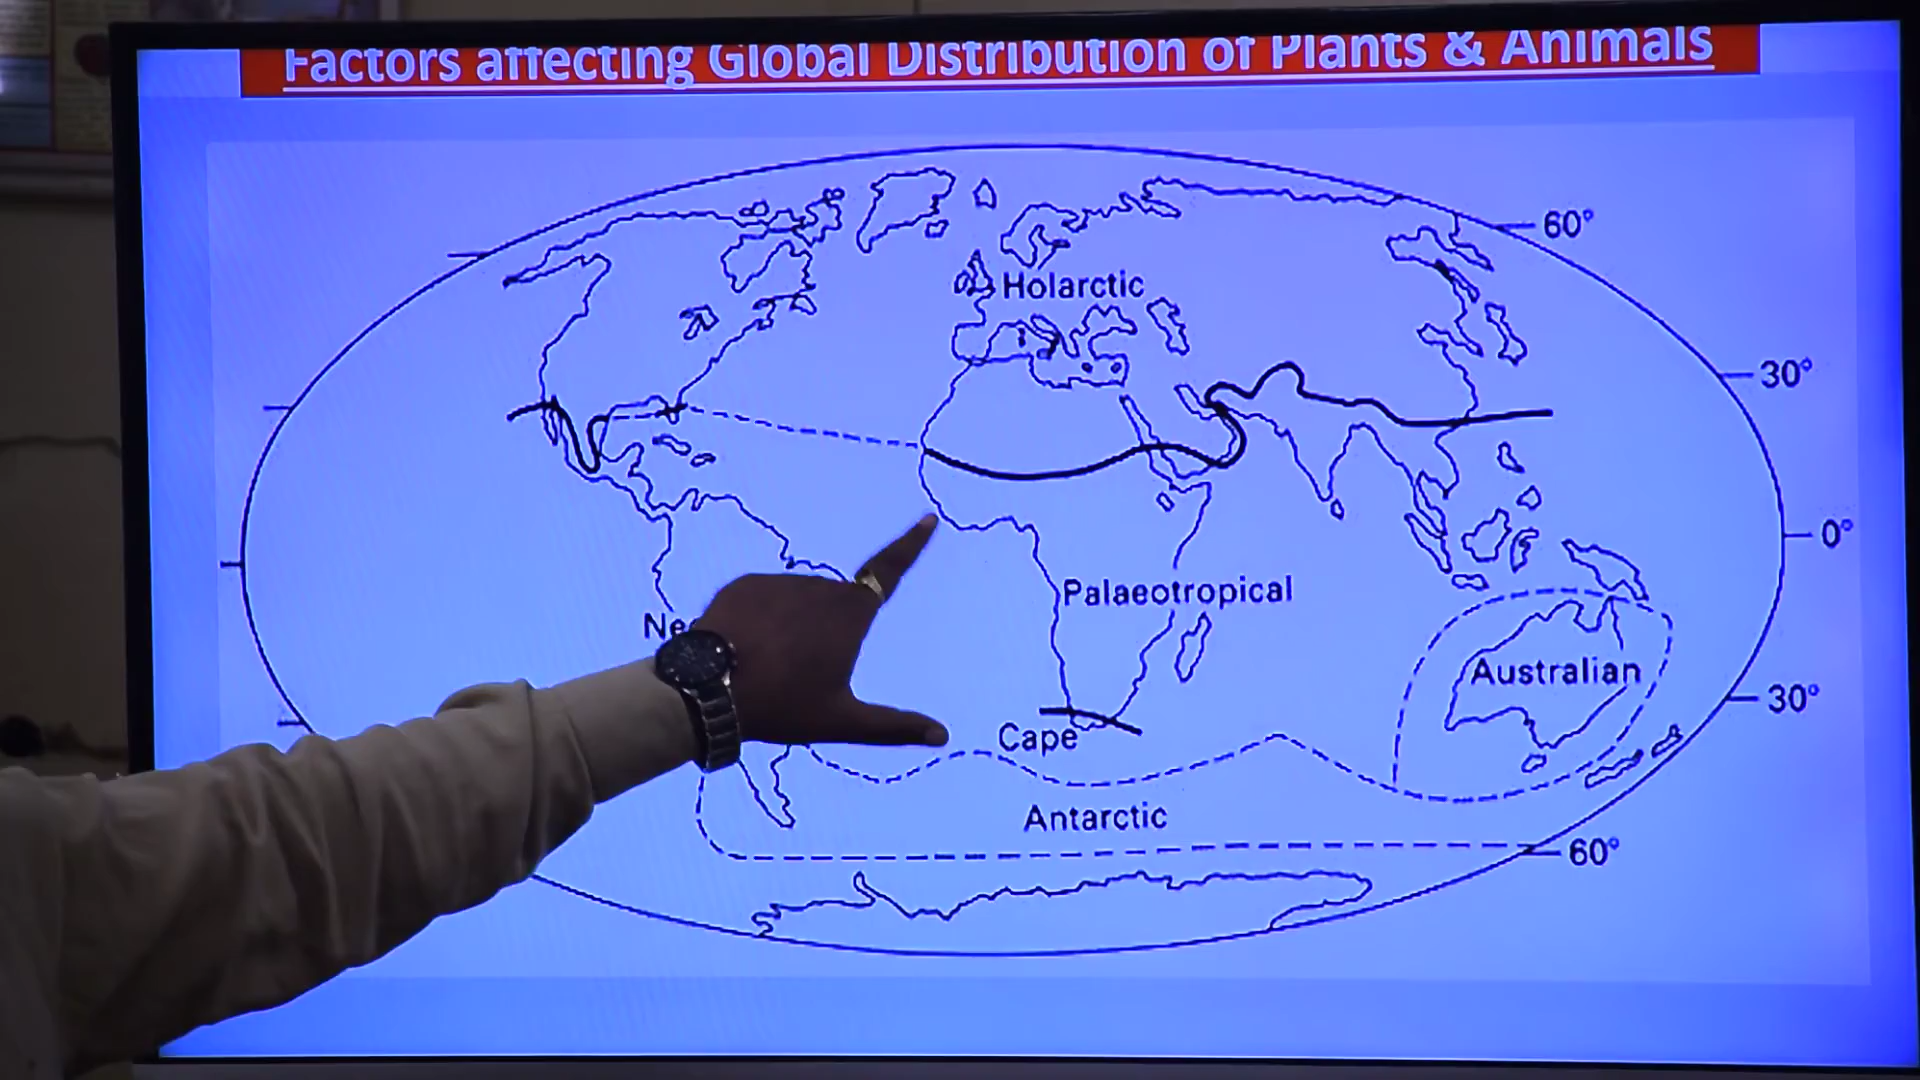 Factors affecting Global Distribution of Plants & Animals
60°
Holarctic
30°
0°
Palaeotropical
Australian
30°
Cape
Antarctic
60°